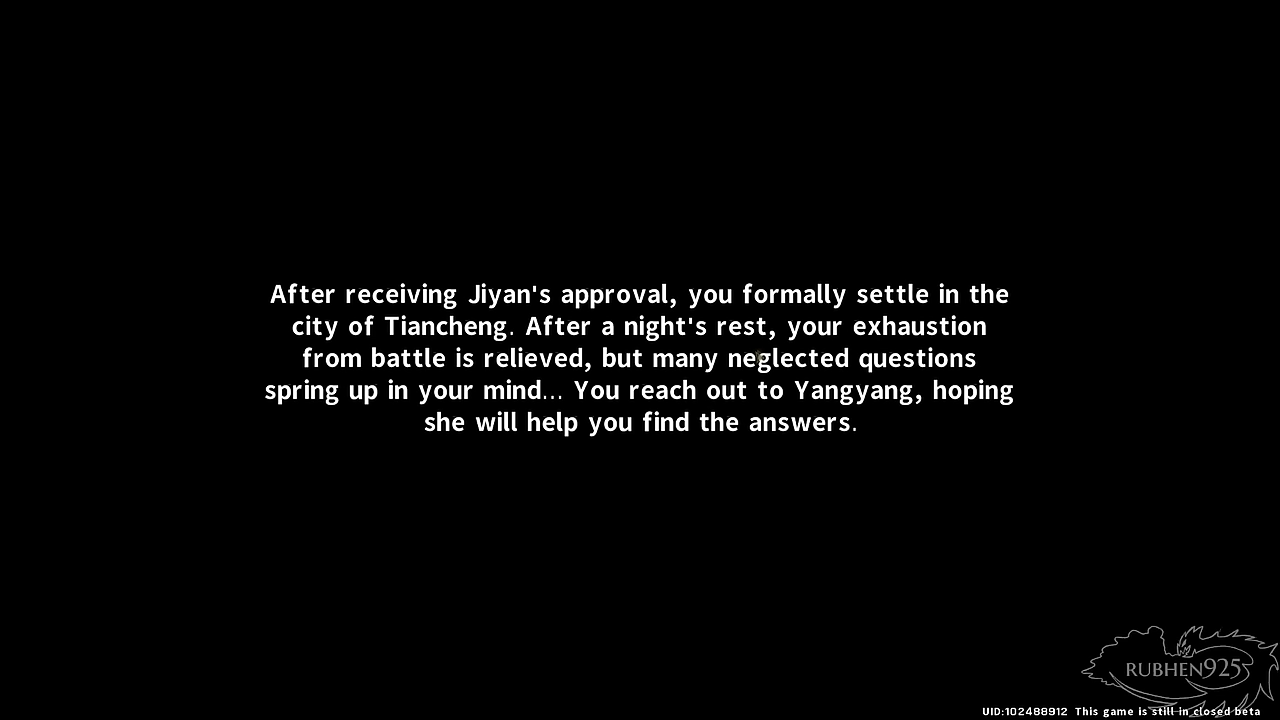 After receiving Jiyan's approval, you formally settle in the
city of Tiancheng. After a night's rest, your exhaustion
from battle is relieved, but many neglected questions
spring up in your mind... You reach out to Yangyang, hoping
she will help you find the answers.
RUBHEN925
UID:102488912 This game is still in closed beta